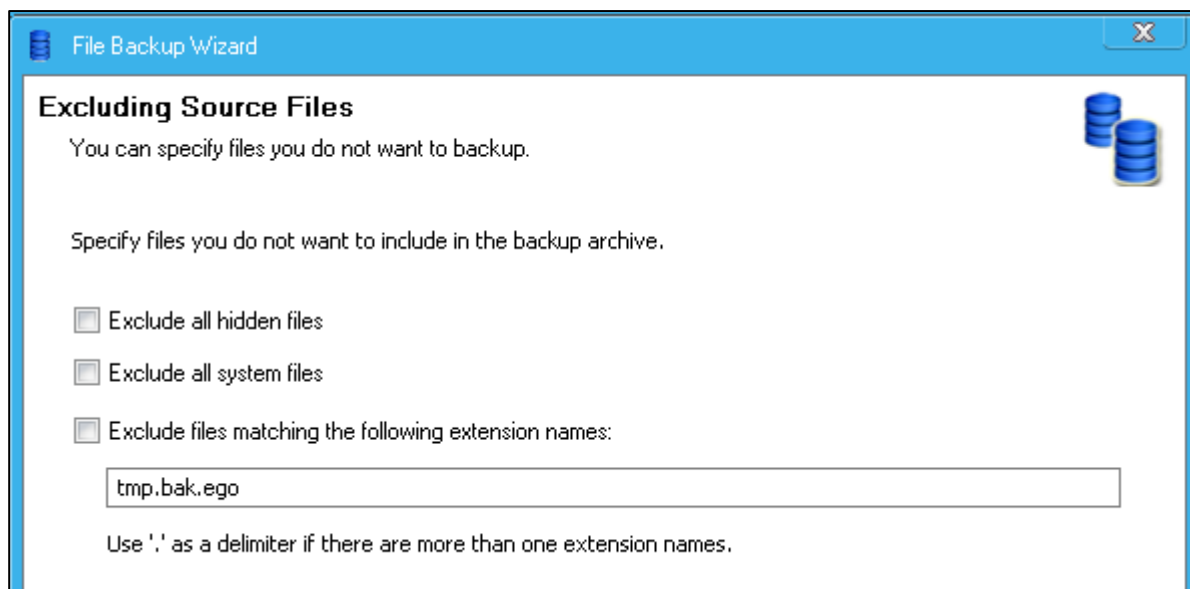 File Backup Wizard
Excluding Source Files
You can specify files you do not want to backup.
Specify files you do not want to include in the backup archive.
Exclude all hidden files
Exclude all system files
Exclude files matching the following extension names:
tmp.bak.ego
Use '.' as a delimiter if there are more than one extension names.